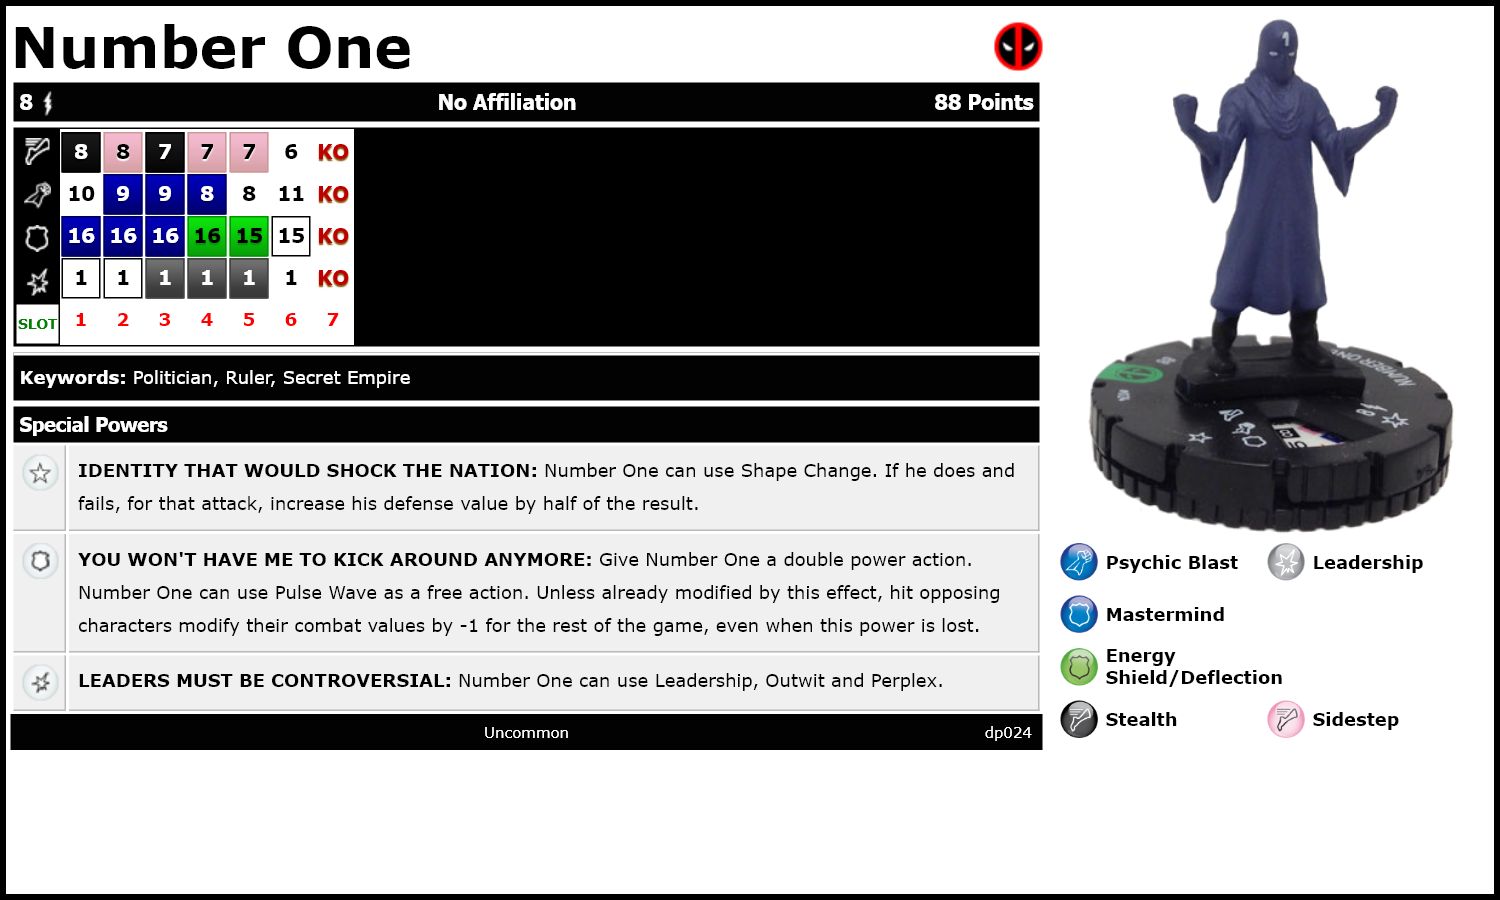 Number One
8 No Affiliation 88 Points
8 8 7 7 7 6 KO
10 9 9 8 8 11 KO
16 16 16 16 15 15 KO
1 1 1 1 1 1 KO
SLOT 1 2 3 4 5 6 7
Keywords: Politician, Ruler, Secret Empire
Special Powers
IDENTITY THAT WOULD SHOCK THE NATION: Number One can use Shape Change. If he does and
fails, for that attack, increase his defense value by half of the result.
YOU WON'T HAVE ME TO KICK AROUND ANYMORE: Give Number One a double power action.
Number One can use Pulse Wave as a free action. Unless already modified by this effect, hit opposing
characters modify their combat values by -1 for the rest of the game, even when this power is lost.
LEADERS MUST BE CONTROVERSIAL: Number One can use Leadership, Outwit and Perplex.
Uncommon dp024
1
NUMBER ONE
8
Psychic Blast Leadership
Mastermind
Energy
Shield/Deflection
Stealth Sidestep